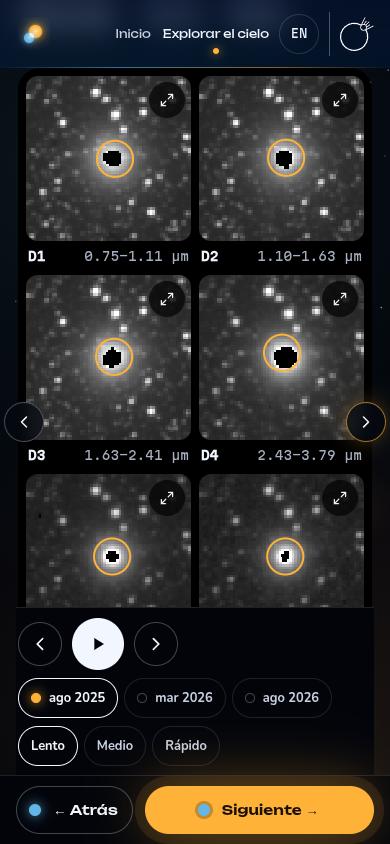 Inicio Explorar el cielo EN
D1 0.75–1.11 µm D2 1.10–1.63 µm
D3 1.63–2.41 µm D4 2.43–3.79 µm
ago 2025 mar 2026 ago 2026
Lento Medio Rápido
← Atrás Siguiente →